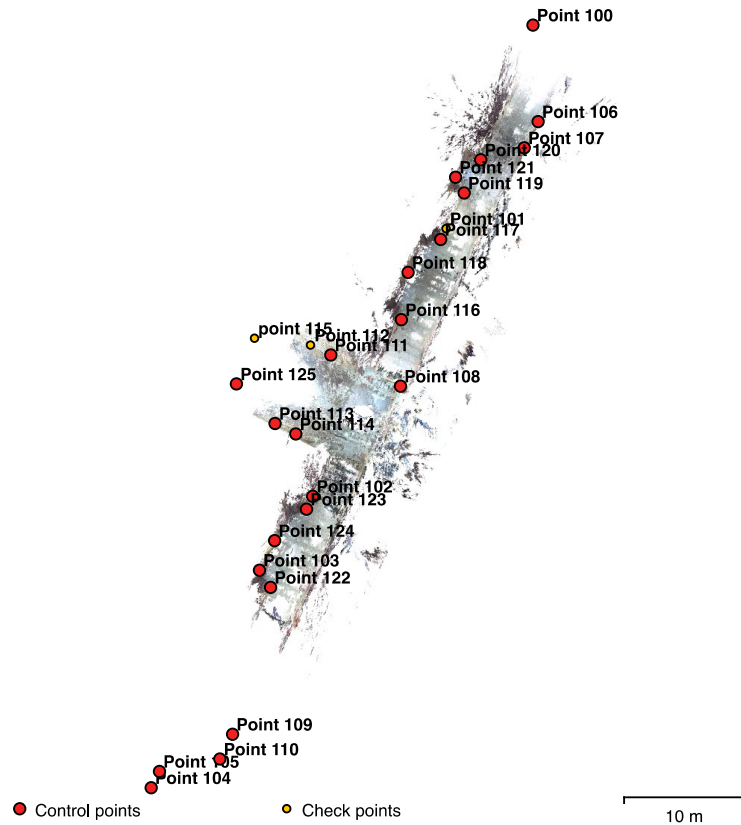 Point 100
Point 106
Point 107
Point 120
Point 121
Point 119
Point 101
Point 117
Point 118
Point 116
point 115
Point 112
Point 111
Point 125
Point 108
Point 113
Point 114
Point 102
Point 123
Point 124
Point 103
Point 122
Point 109
Point 110
Point 105
Point 104
Control points
Check points
10 m